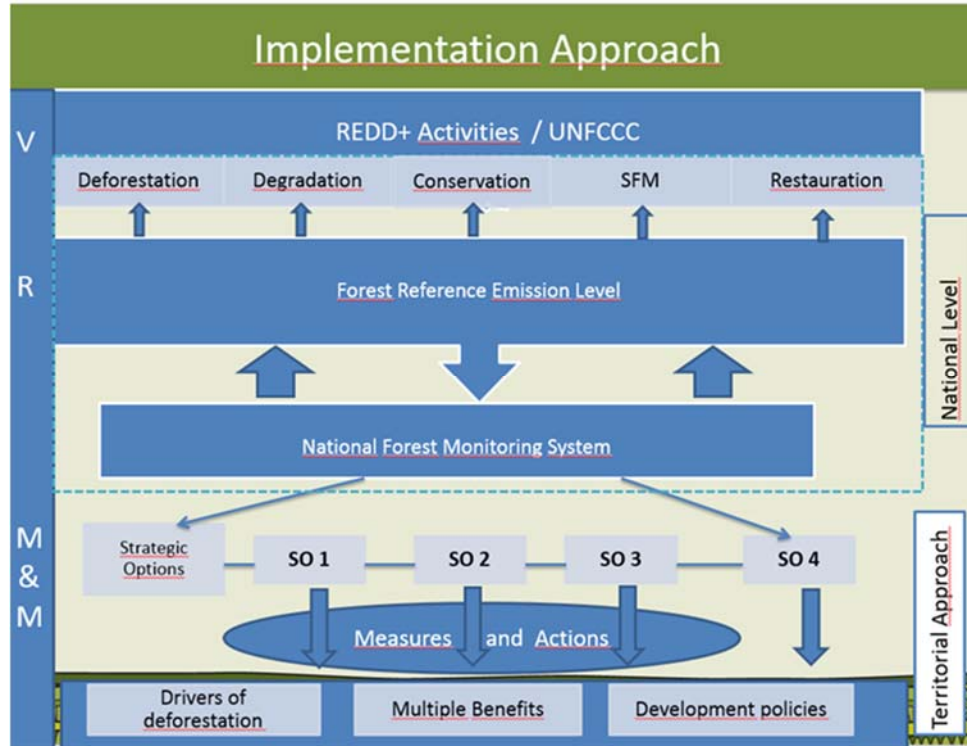 Implementation Approach
V
REDD+ Activities / UNFCCC
Deforestation
Degradation
Conservation
SFM
Restauration
R
Forest Reference Emission Level
National Level
National Forest Monitoring System
M
&
M
Strategic
Options
SO 1
SO 2
SO 3
SO 4
Territorial Approach
Measures and Actions
Drivers of
deforestation
Multiple Benefits
Development policies